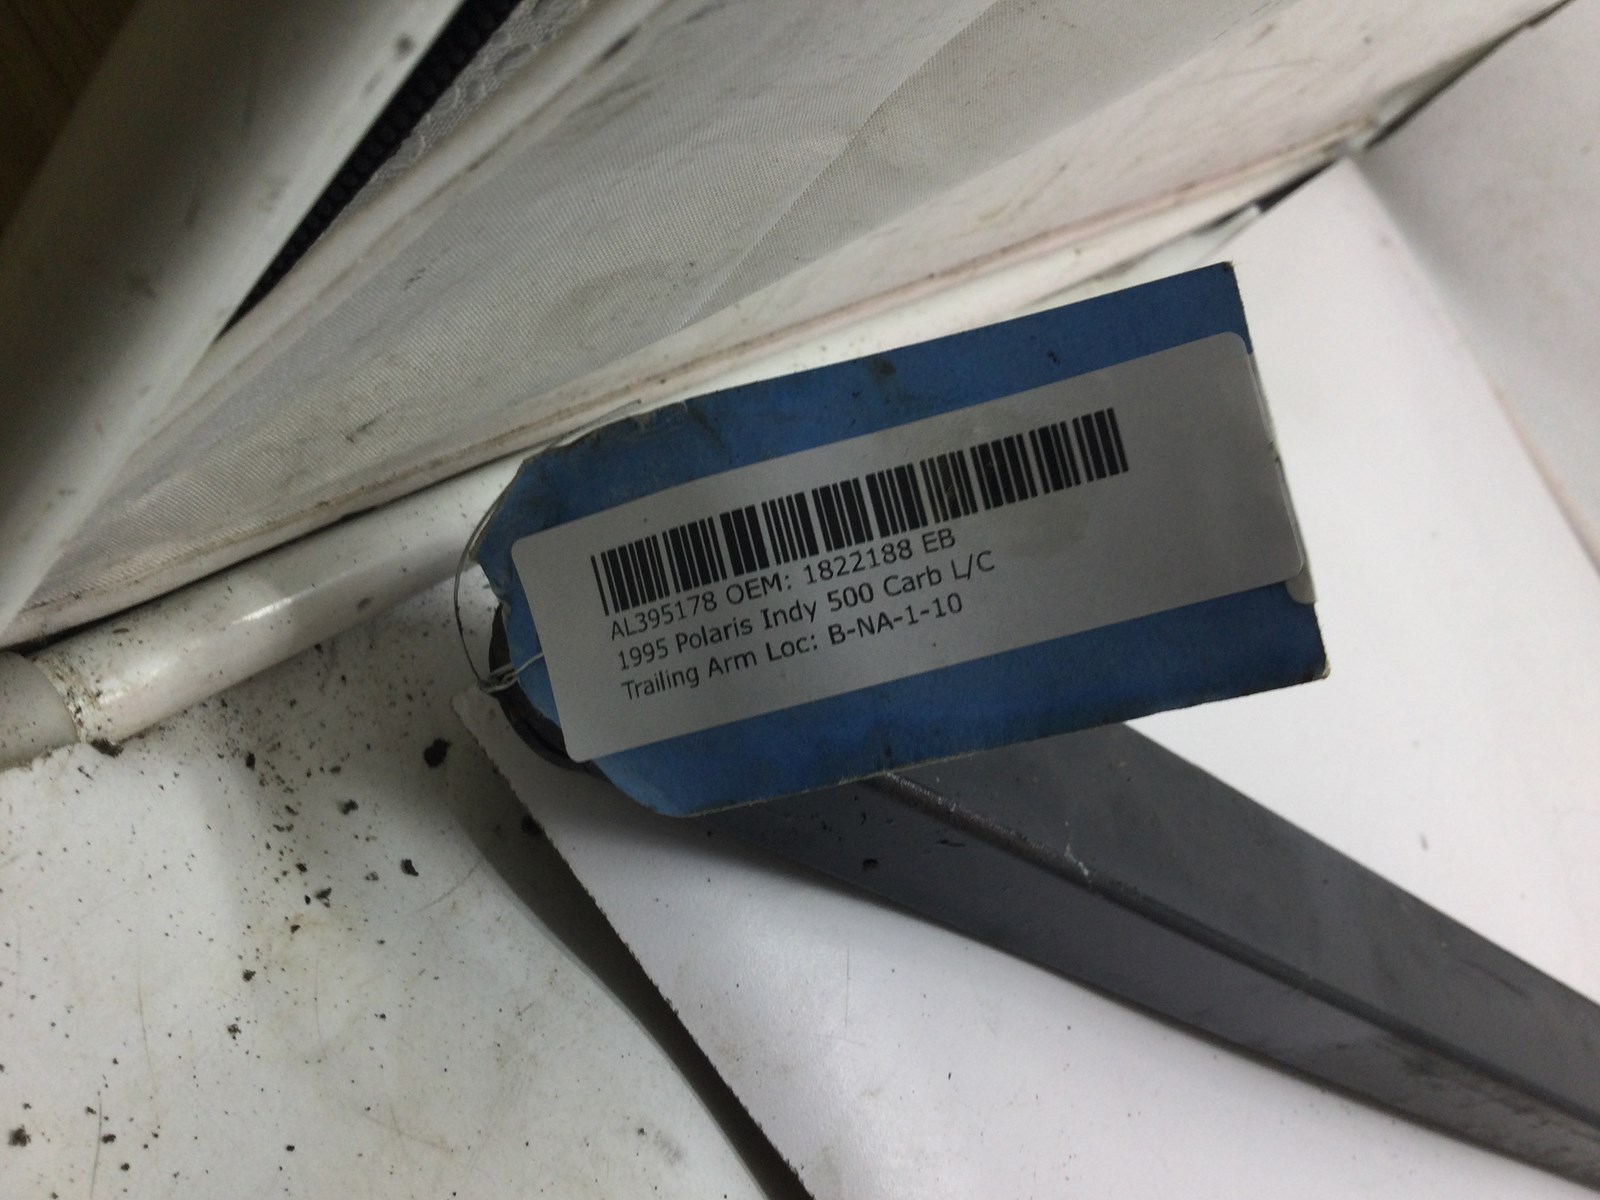 AL395178 OEM: 1822188 EB
1995 Polaris Indy 500 Carb L/C
Trailing Arm Loc: B-NA-1-10